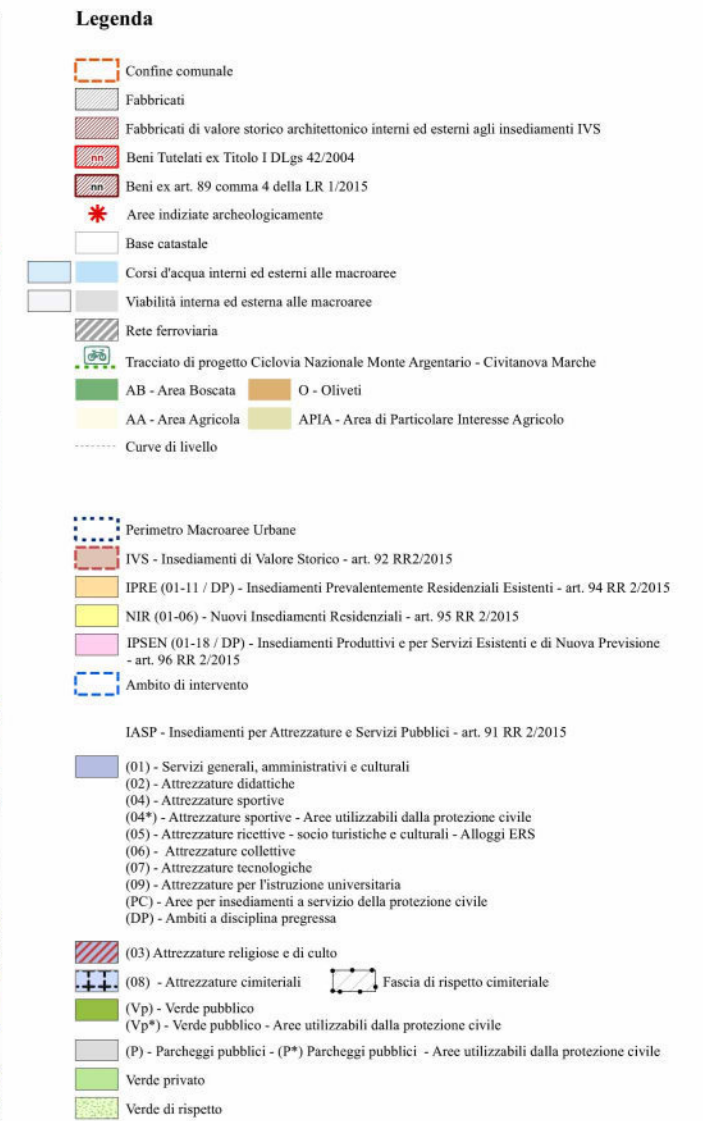 Legenda
Confine comunale
Fabbricati
Fabbricati di valore storico architettonico interni ed esterni agli insediamenti IVS
nn Beni Tutelati ex Titolo I DLgs 42/2004
nn Beni ex art. 89 comma 4 della LR 1/2015
Aree indiziate archeologicamente
Base catastale
Corsi d'acqua interni ed esterni alle macroaree
Viabilità interna ed esterna alle macroaree
Rete ferroviaria
Tracciato di progetto Ciclovia Nazionale Monte Argentario - Civitanova Marche
AB - Area Boscata O - Oliveti
AA - Area Agricola APIA - Area di Particolare Interesse Agricolo
Curve di livello
Perimetro Macroaree Urbane
IVS - Insediamenti di Valore Storico - art. 92 RR2/2015
IPRE (01-11 / DP) - Insediamenti Prevalentemente Residenziali Esistenti - art. 94 RR 2/2015
NIR (01-06) - Nuovi Insediamenti Residenziali - art. 95 RR 2/2015
IPSEN (01-18 / DP) - Insediamenti Produttivi e per Servizi Esistenti e di Nuova Previsione
- art. 96 RR 2/2015
Ambito di intervento
IASP - Insediamenti per Attrezzature e Servizi Pubblici - art. 91 RR 2/2015
(01) - Servizi generali, amministrativi e culturali
(02) - Attrezzature didattiche
(04) - Attrezzature sportive
(04*) - Attrezzature sportive - Aree utilizzabili dalla protezione civile
(05) - Attrezzature ricettive - socio turistiche e culturali - Alloggi ERS
(06) - Attrezzature collettive
(07) - Attrezzature tecnologiche
(09) - Attrezzature per l'istruzione universitaria
(PC) - Aree per insediamenti a servizio della protezione civile
(DP) - Ambiti a disciplina pregressa
(03) Attrezzature religiose e di culto
(08) - Attrezzature cimiteriali Fascia di rispetto cimiteriale
(Vp) - Verde pubblico
(Vp*) - Verde pubblico - Aree utilizzabili dalla protezione civile
(P) - Parcheggi pubblici - (P*) Parcheggi pubblici - Aree utilizzabili dalla protezione civile
Verde privato
Verde di rispetto